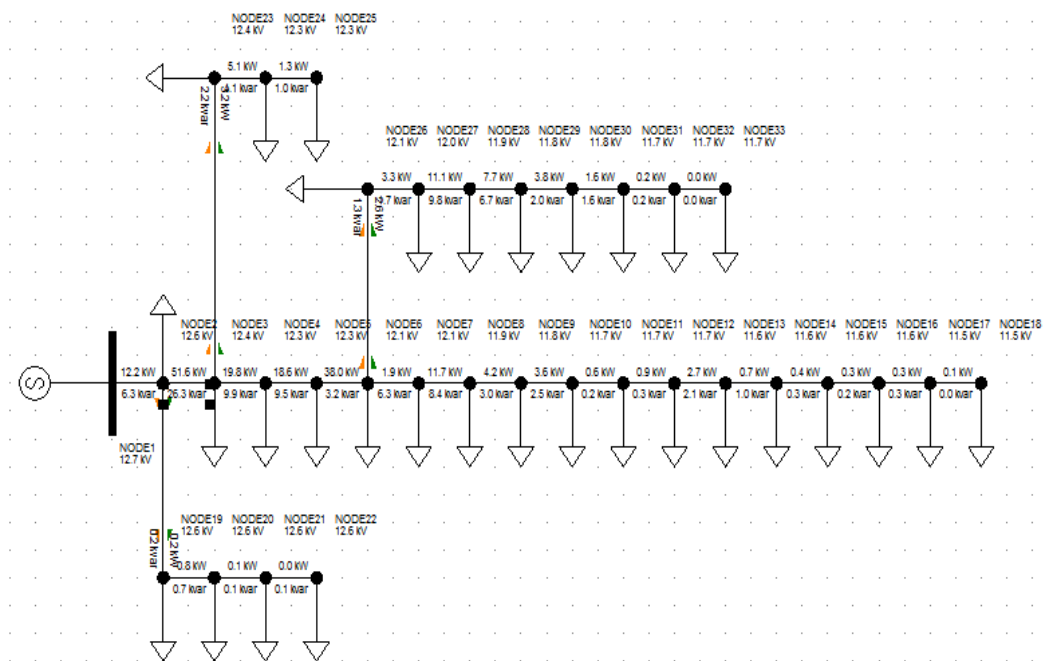 NODE23 NODE24 NODE25
12.4 kV 12.3 kV 12.3 kV
5.1 kW 1.3 kW
2.2 kvar
3.2 kW
4.1 kvar 1.0 kvar
NODE26 NODE27 NODE28 NODE29 NODE30 NODE31 NODE32 NODE33
12.1 kV 12.0 kV 11.9 kV 11.8 kV 11.8 kV 11.7 kV 11.7 kV 11.7 kV
3.3 kW 11.1 kW 7.7 kW 3.8 kW 1.6 kW 0.2 kW 0.0 kW
1.3 kvar
2.6 kW
.7 kvar 9.8 kvar 6.7 kvar 2.0 kvar 1.6 kvar 0.2 kvar 0.0 kvar
NODE2 NODE3 NODE4 NODE5 NODE6 NODE7 NODE8 NODE9 NODE10 NODE11 NODE12 NODE13 NODE14 NODE15 NODE16 NODE17 NODE18
12.6 kV 12.4 kV 12.3 kV 12.3 kV 12.1 kV 12.1 kV 11.9 kV 11.8 kV 11.7 kV 11.7 kV 11.7 kV 11.6 kV 11.6 kV 11.6 kV 11.6 kV 11.5 kV 11.5 kV
12.2 kW 51.6 kW 19.8 kW 18.6 kW 38.0 kW 1.9 kW 11.7 kW 4.2 kW 3.6 kW 0.6 kW 0.9 kW 2.7 kW 0.7 kW 0.4 kW 0.3 kW 0.3 kW 0.1 kW
S
6.3 kvar 26.3 kvar 9.9 kvar 9.5 kvar 3.2 kvar 6.3 kvar 8.4 kvar 3.0 kvar 2.5 kvar 0.2 kvar 0.3 kvar 2.1 kvar 1.0 kvar 0.3 kvar 0.2 kvar 0.3 kvar 0.0 kvar
NODE1
12.7 kV
NODE19 NODE20 NODE21 NODE22
12.6 kV 12.6 kV 12.6 kV 12.6 kV
0.2 kvar
0.2 kW
0.8 kW 0.1 kW 0.0 kW
0.7 kvar 0.1 kvar 0.1 kvar